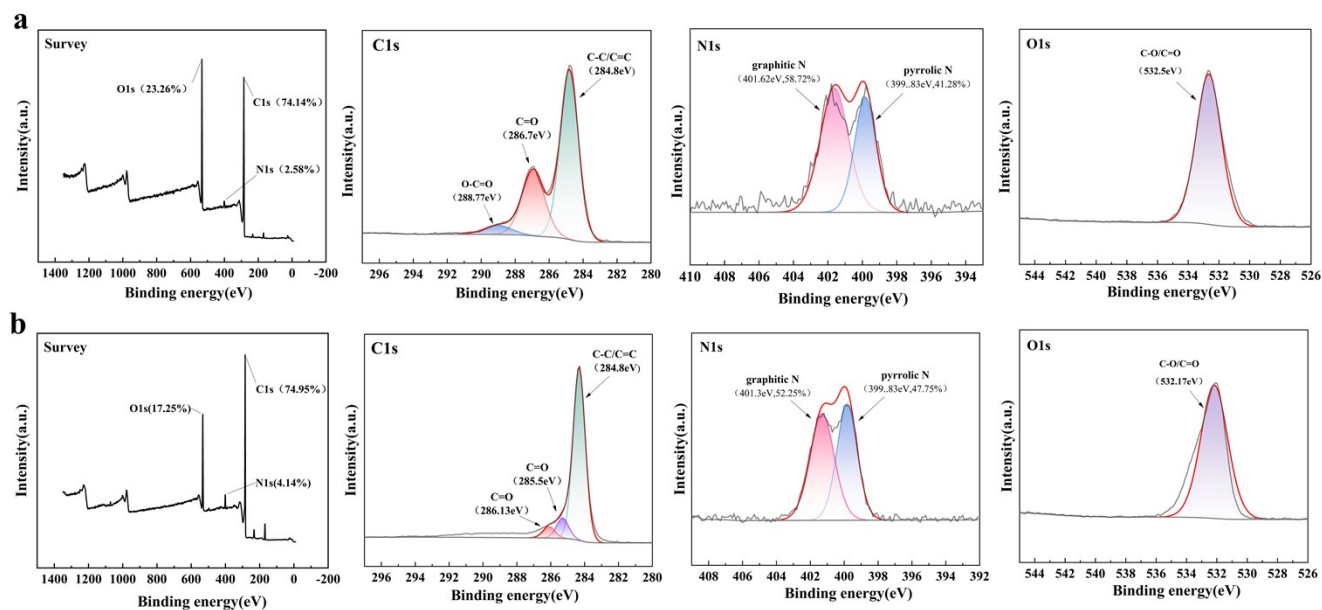 a
Survey
O1s（23.26%）
C1s（74.14%）
N1s（2.58%）
Intensity(a.u.)
1400 1200 1000 800 600 400 200 0 -200
Binding energy(eV)
C1s
C-C/C=C
(284.8eV)
C=O
(286.7eV)
O-C=O
(288.77eV)
Intensity(a.u.)
296 294 292 290 288 286 284 282 280
Binding energy(eV)
N1s
graphitic N
(401.62eV,58.72%)
pyrrolic N
(399..83eV,41.28%)
Intensity(a.u.)
410 408 406 404 402 400 398 396 394
Binding energy(eV)
O1s
C-O/C=O
(532.5eV)
Intensity(a.u.)
544 542 540 538 536 534 532 530 528 526
Binding energy(eV)
b
Survey
C1s（74.95%）
O1s(17.25%)
N1s(4.14%)
Intensity(a.u.)
1400 1200 1000 800 600 400 200 0 -200
Binding energy(eV)
C1s
C-C/C=C
(284.8eV)
C=O
(285.5eV)
C=O
(286.13eV)
Intensity(a.u.)
296 294 292 290 288 286 284 282 280
Binding energy(eV)
N1s
graphitic N
(401.3eV,52.25%)
pyrrolic N
(399..83eV,47.75%)
Intensity(a.u.)
408 406 404 402 400 398 396 394 392
Binding energy(eV)
O1s
C-O/C=O
(532.17eV)
Intensity(a.u.)
544 542 540 538 536 534 532 530 528 526
Binding energy(eV)